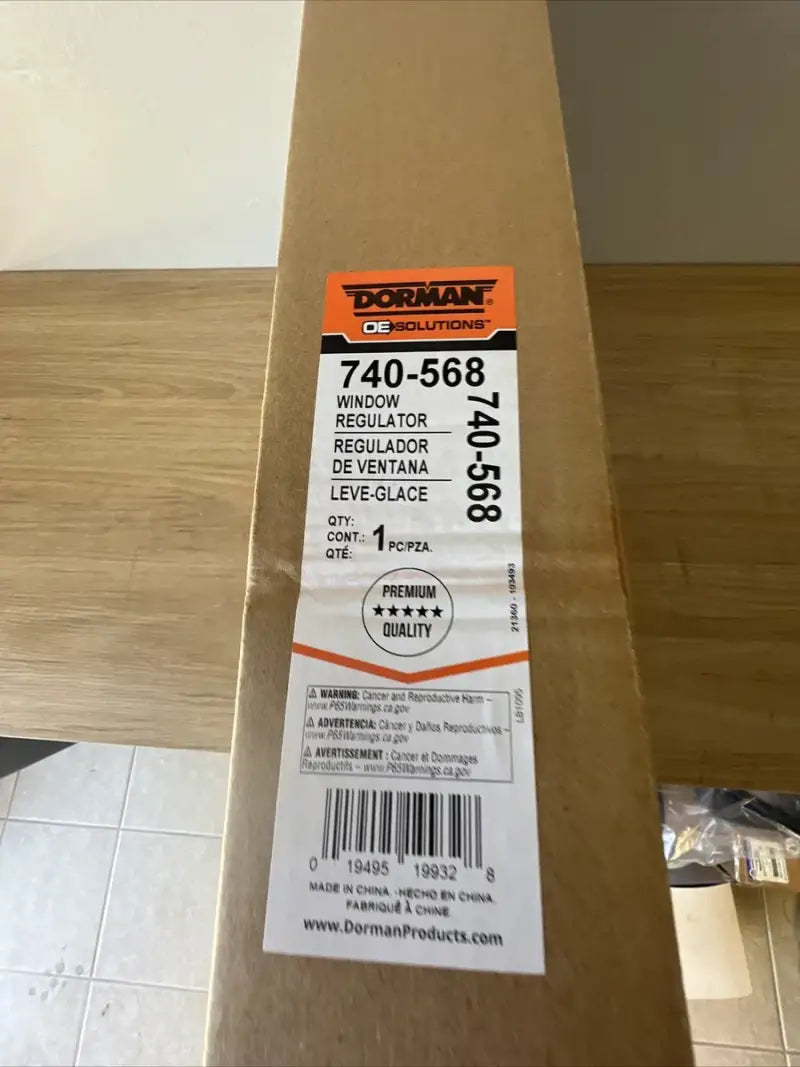 DORMAN®
OE SOLUTIONS™
740-568
740-568
WINDOW
REGULATOR
REGULADOR
DE VENTANA
LEVE-GLACE
QTY:
CONT.: 1 PC/PZA.
QTÉ:
21360 - 103493
PREMIUM
★★★★★
QUALITY
LB1095
⚠ WARNING: Cancer and Reproductive Harm –
www.P65Warnings.ca.gov
⚠ ADVERTENCIA: Cáncer y Daños Reproductivos –
www.P65Warnings.ca.gov
⚠ AVERTISSEMENT : Cancer et Dommages
Reproductifs – www.P65Warnings.ca.gov
0 19495 19932 8
MADE IN CHINA. -HECHO EN CHINA.
FABRIQUÉ À CHINE
www.DormanProducts.com